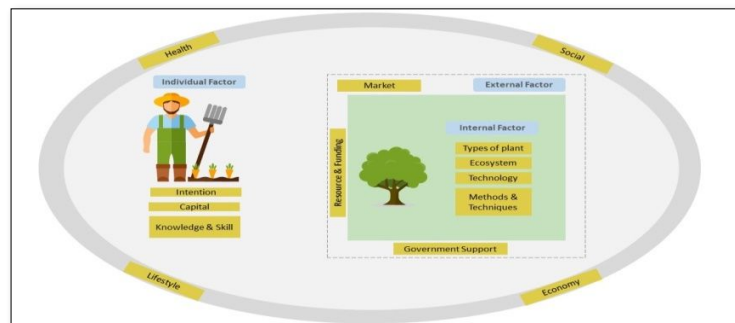 Health
Social
Individual Factor
Market
External Factor
Resource & Funding
Internal Factor
Types of plant
Ecosystem
Technology
Methods &
Techniques
Intention
Capital
Knowledge & Skill
Government Support
Lifestyle
Economy